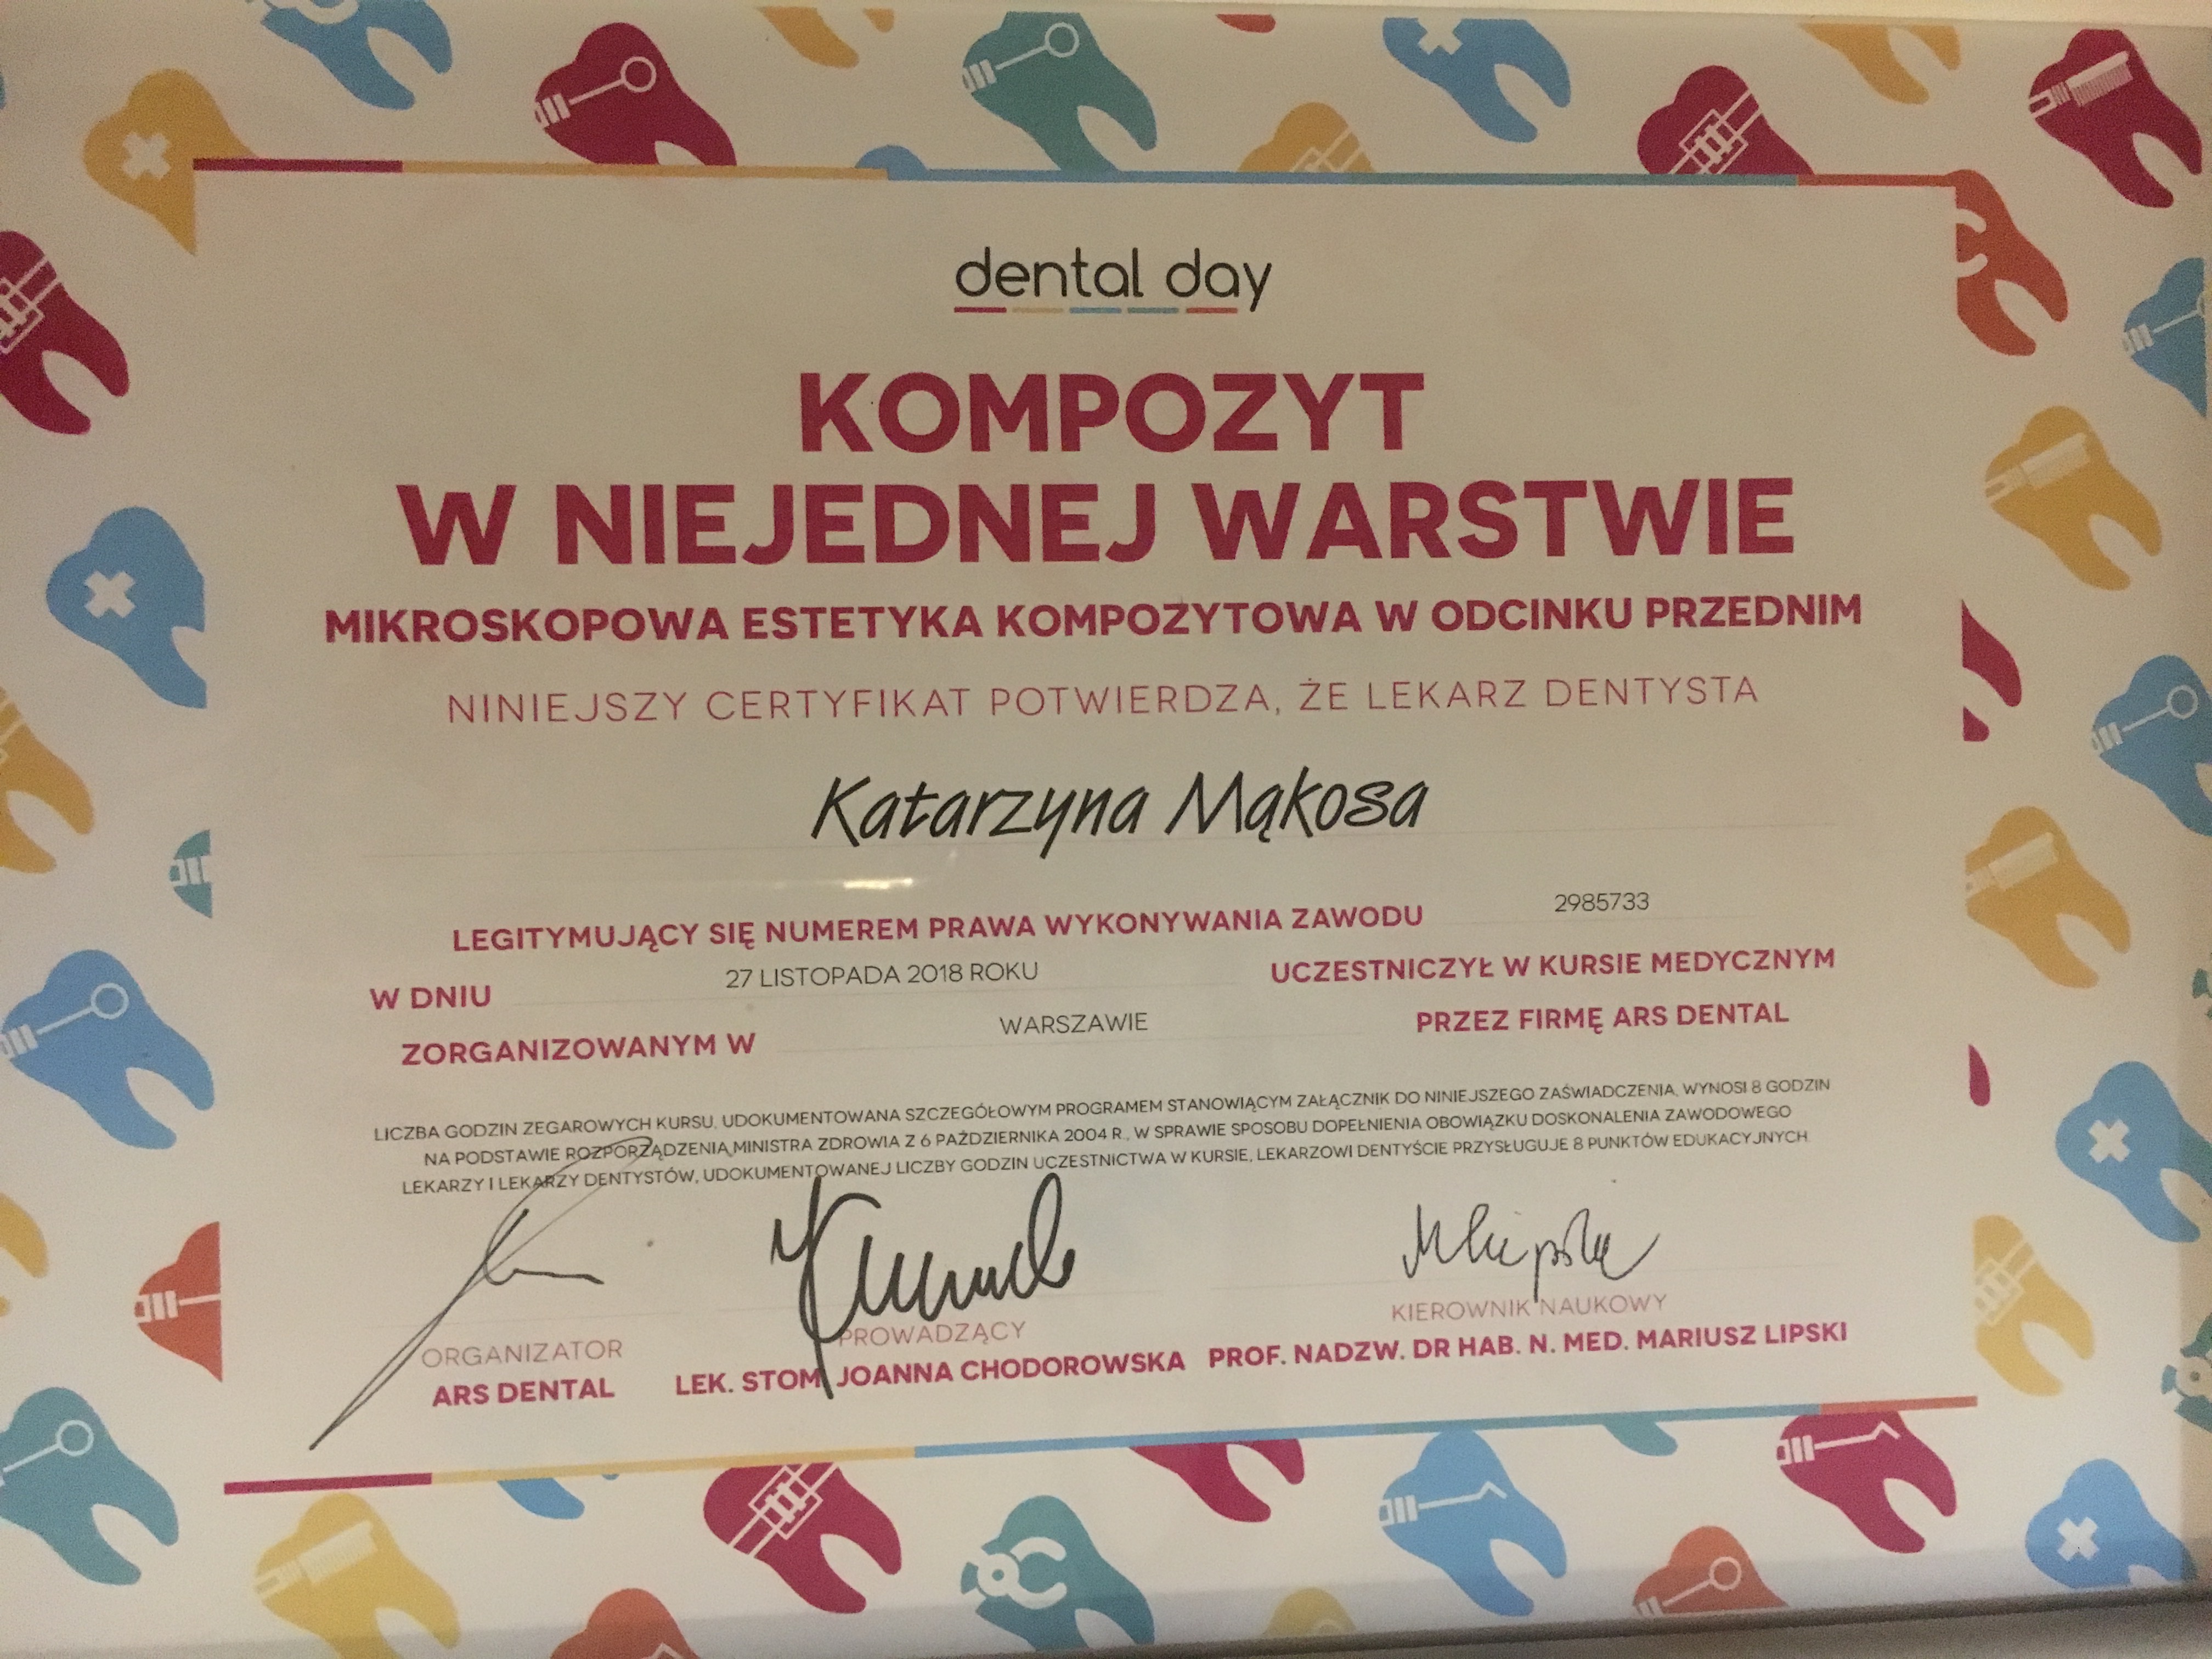 dental day
KOMPOZYT
W NIEJEDNEJ WARSTWIE
MIKROSKOPOWA ESTETYKA KOMPOZYTOWA W ODCINKU PRZEDNIM
NINIEJSZY CERTYFIKAT POTWIERDZA, ŻE LEKARZ DENTYSTA
Katarzyna Mąkosa
LEGITYMUJĄCY SIĘ NUMEREM PRAWA WYKONYWANIA ZAWODU 2985733
W DNIU 27 LISTOPADA 2018 ROKU UCZESTNICZYŁ W KURSIE MEDYCZNYM
ZORGANIZOWANYM W WARSZAWIE PRZEZ FIRMĘ ARS DENTAL
LICZBA GODZIN ZEGAROWYCH KURSU, UDOKUMENTOWANA SZCZEGÓŁOWYM PROGRAMEM STANOWIĄCYM ZAŁĄCZNIK DO NINIEJSZEGO ZAŚWIADCZENIA, WYNOSI 8 GODZIN
NA PODSTAWIE ROZPORZĄDZENIA MINISTRA ZDROWIA Z 6 PAŹDZIERNIKA 2004 R., W SPRAWIE SPOSOBU DOPEŁNIENIA OBOWIĄZKU DOSKONALENIA ZAWODOWEGO
LEKARZY I LEKARZY DENTYSTÓW, UDOKUMENTOWANEJ LICZBY GODZIN UCZESTNICTWA W KURSIE, LEKARZOWI DENTYŚCIE PRZYSŁUGUJE 8 PUNKTÓW EDUKACYJNYCH
ORGANIZATOR
ARS DENTAL
PROWADZĄCY
LEK. STOM. JOANNA CHODOROWSKA
KIEROWNIK NAUKOWY
PROF. NADZW. DR HAB. N. MED. MARIUSZ LIPSKI